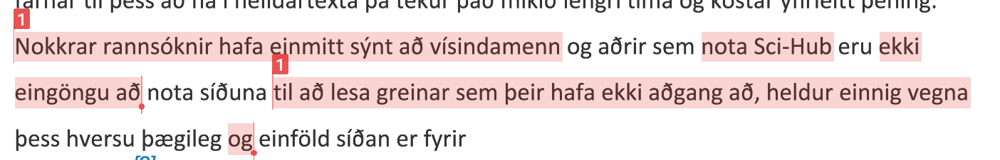 farnar til þess að ná í heildartexta þá tekur það mikið lengri tíma og kostar yfirleitt pening.
1
Nokkrar rannsóknir hafa einmitt sýnt að vísindamenn og aðrir sem nota Sci-Hub eru ekki
1
eingöngu að nota síðuna til að lesa greinar sem þeir hafa ekki aðgang að, heldur einnig vegna
þess hversu þægileg og einföld síðan er fyrir